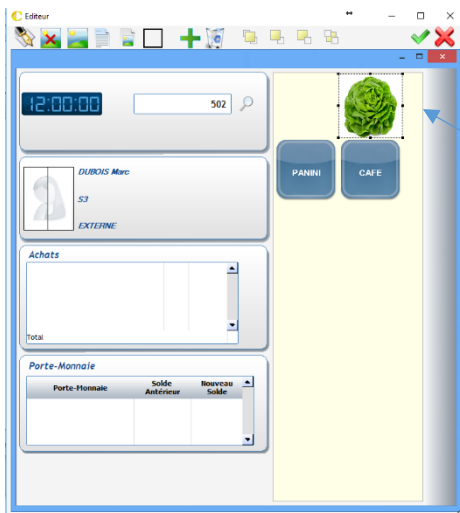 Editeur
12:00:00
502
DUBOIS Marc
S3
EXTERNE
PANINI
CAFE
Achats
Total
Porte-Monnaie
Porte-Monnaie
Solde Antérieur
Nouveau Solde